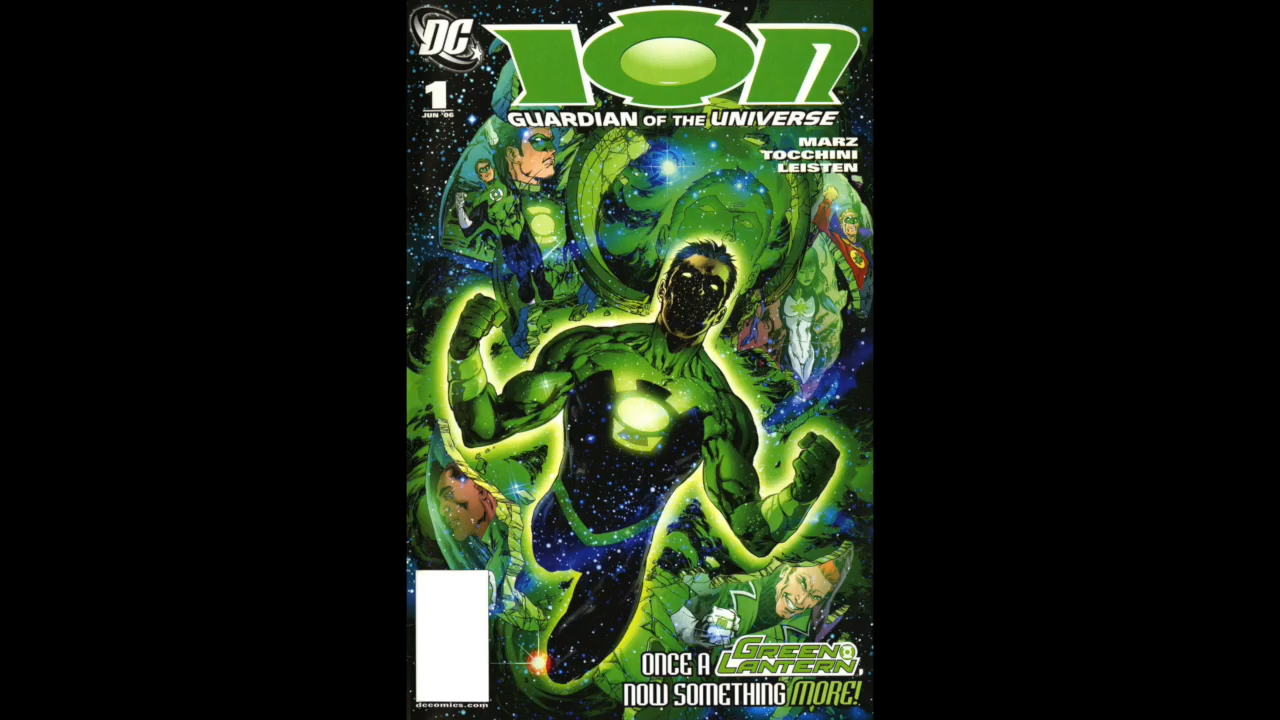 DC
ION
1
JUN '06
GUARDIAN OF THE UNIVERSE
MARZ
TOCCHINI
LEISTEN
ONCE A GREEN LANTERN,
NOW SOMETHING MORE!
dccomics.com